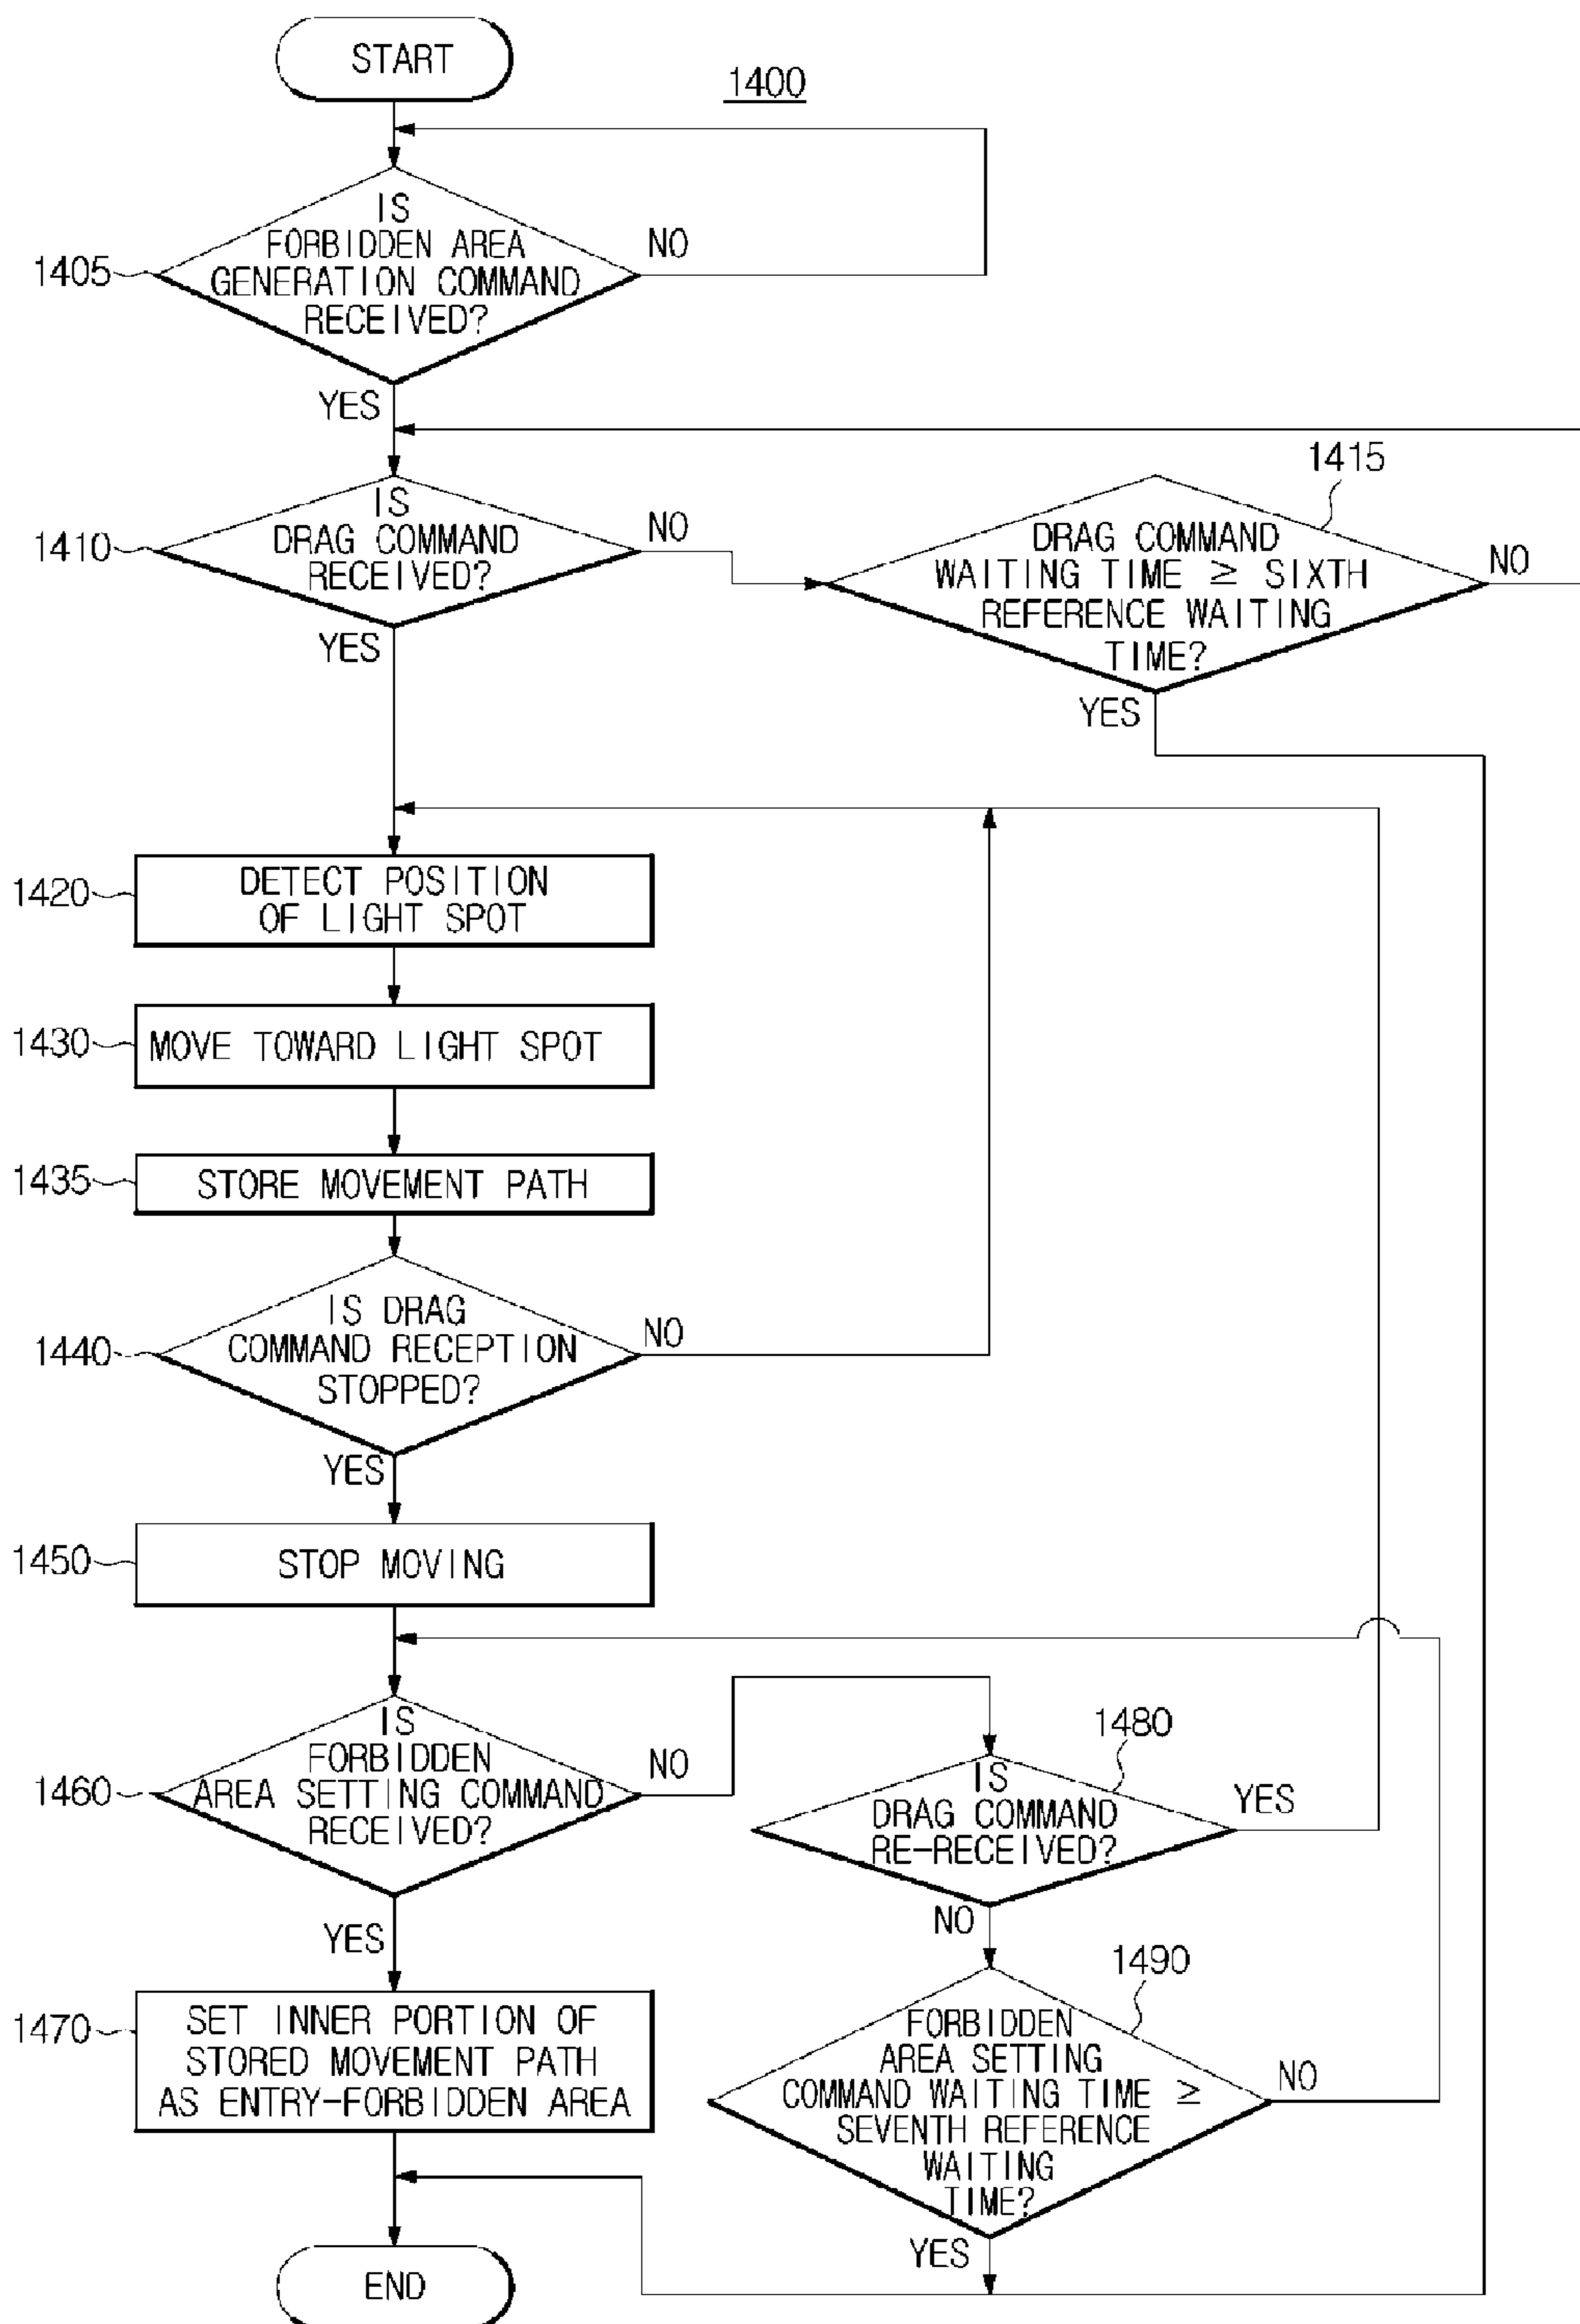 START
1400
IS
FORBIDDEN AREA
GENERATION COMMAND
RECEIVED?
1405
NO
YES
IS
DRAG COMMAND
RECEIVED?
1410
NO
YES
1415
DRAG COMMAND
WAITING TIME ≥ SIXTH
REFERENCE WAITING
TIME?
NO
YES
1420
DETECT POSITION
OF LIGHT SPOT
1430
MOVE TOWARD LIGHT SPOT
1435
STORE MOVEMENT PATH
1440
IS DRAG
COMMAND RECEPTION
STOPPED?
NO
YES
1450
STOP MOVING
1460
IS
FORBIDDEN
AREA SETTING COMMAND
RECEIVED?
NO
YES
1480
IS
DRAG COMMAND
RE-RECEIVED?
YES
NO
1470
SET INNER PORTION OF
STORED MOVEMENT PATH
AS ENTRY-FORBIDDEN AREA
1490
FORBIDDEN
AREA SETTING
COMMAND WAITING TIME ≥
SEVENTH REFERENCE
WAITING
TIME?
NO
YES
END